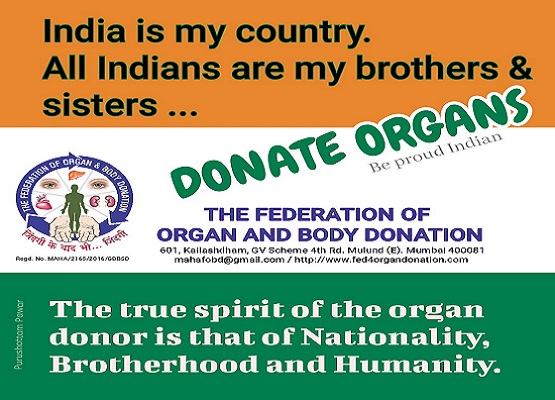 India is my country.
All Indians are my brothers &
sisters ...
DONATE ORGANS
Be proud Indian
THE FEDERATION OF ORGAN & BODY DONATION
जिंदगी के बाद भी... जिंदगी
Regd. No. MAHA/2165/2016/GDBGD
THE FEDERATION OF
ORGAN AND BODY DONATION
601, Kailashdham, GV Scheme 4th Rd. Mulund (E). Mumbai 400081
mahafobd@gmail.com / http://www.fed4organdonation.com
Purushottam Pawar
The true spirit of the organ
donor is that of Nationality,
Brotherhood and Humanity.